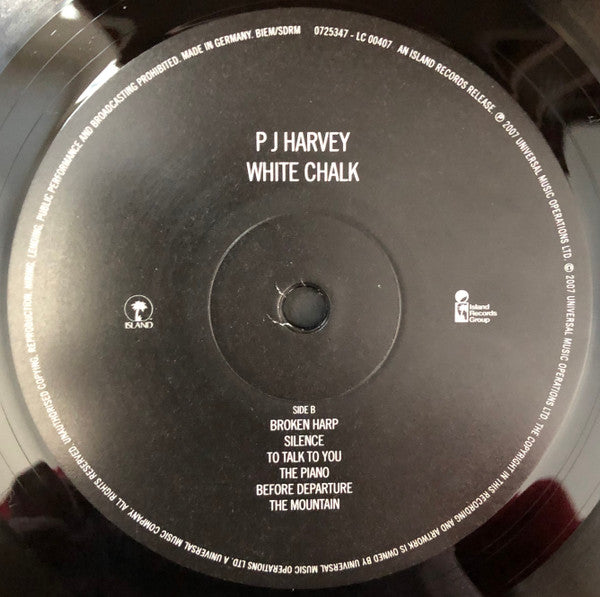 P J HARVEY
WHITE CHALK
ISLAND
Island
Records
Group
SIDE B
BROKEN HARP
SILENCE
TO TALK TO YOU
THE PIANO
BEFORE DEPARTURE
THE MOUNTAIN
0725347 - LC 00407 AN ISLAND RECORDS RELEASE. ℗ 2007 UNIVERSAL MUSIC OPERATIONS LTD. © 2007 UNIVERSAL MUSIC OPERATIONS LTD. THE COPYRIGHT IN THIS RECORDING AND ARTWORK IS OWNED BY UNIVERSAL MUSIC OPERATIONS LTD. A UNIVERSAL MUSIC COMPANY. ALL RIGHTS RESERVED. UNAUTHORISED COPYING, REPRODUCTION, HIRING, LENDING, PUBLIC PERFORMANCE AND BROADCASTING PROHIBITED. MADE IN GERMANY. BIEM/SDRM